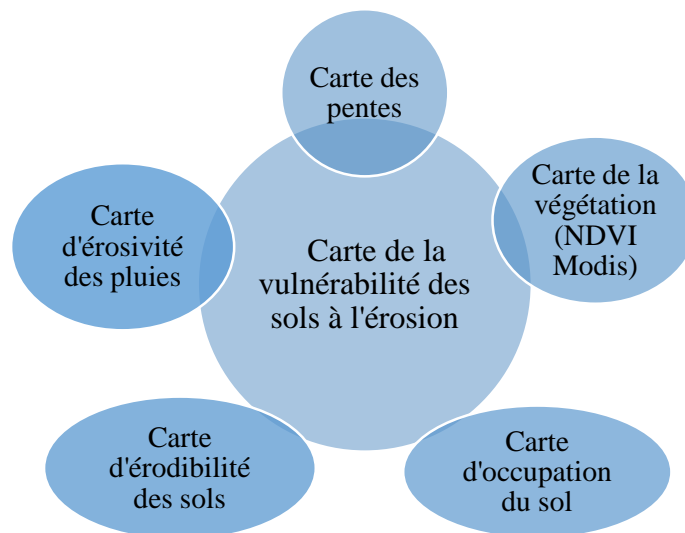 Carte des
pentes
Carte de la
végétation
(NDVI
Modis)
Carte
d'érosivité
des pluies
Carte de la
vulnérabilité des
sols à l'érosion
Carte
d'érodibilité
des sols
Carte
d'occupation
du sol